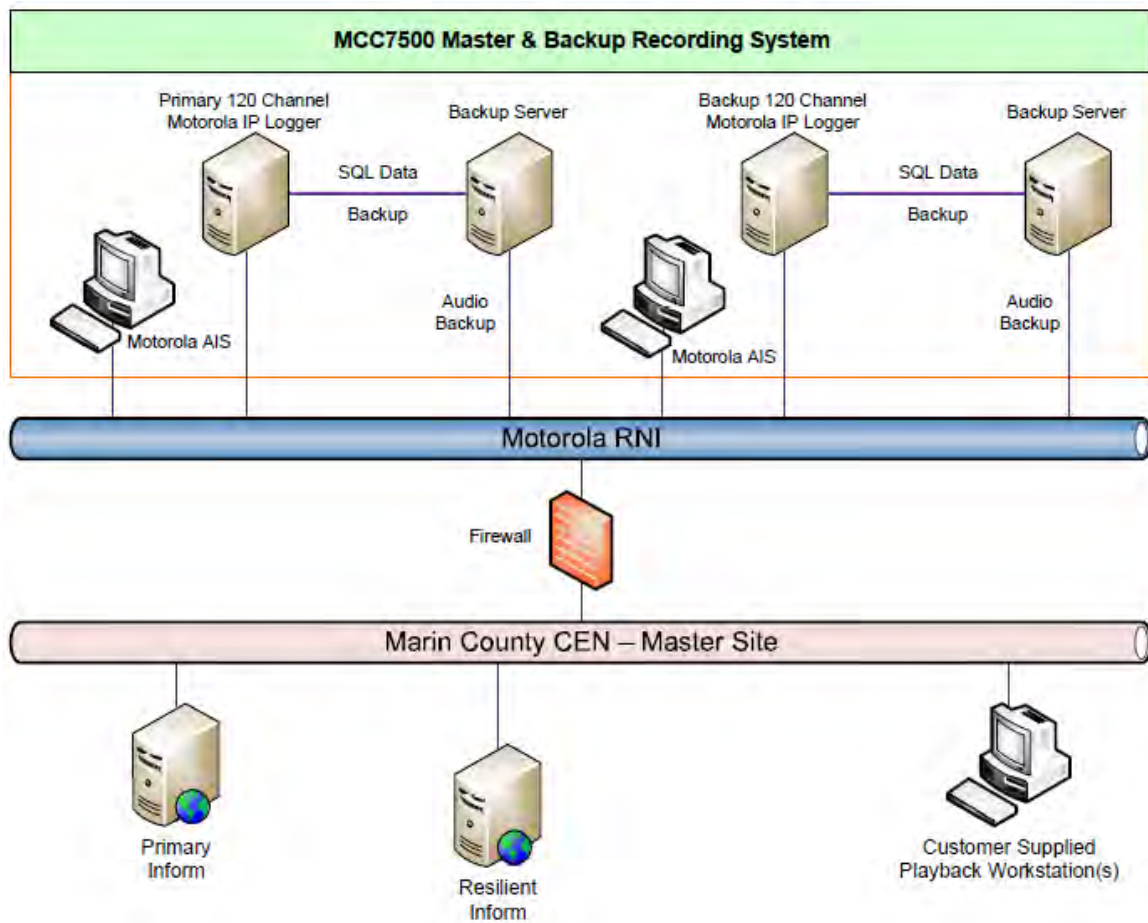 MCC7500 Master & Backup Recording System
Primary 120 Channel
Motorola IP Logger
Backup Server
Backup 120 Channel
Motorola IP Logger
Backup Server
SQL Data
Backup
SQL Data
Backup
Audio
Backup
Audio
Backup
Motorola AIS
Motorola AIS
Motorola RNI
Firewall
Marin County CEN – Master Site
Primary
Inform
Resilient
Inform
Customer Supplied
Playback Workstation(s)